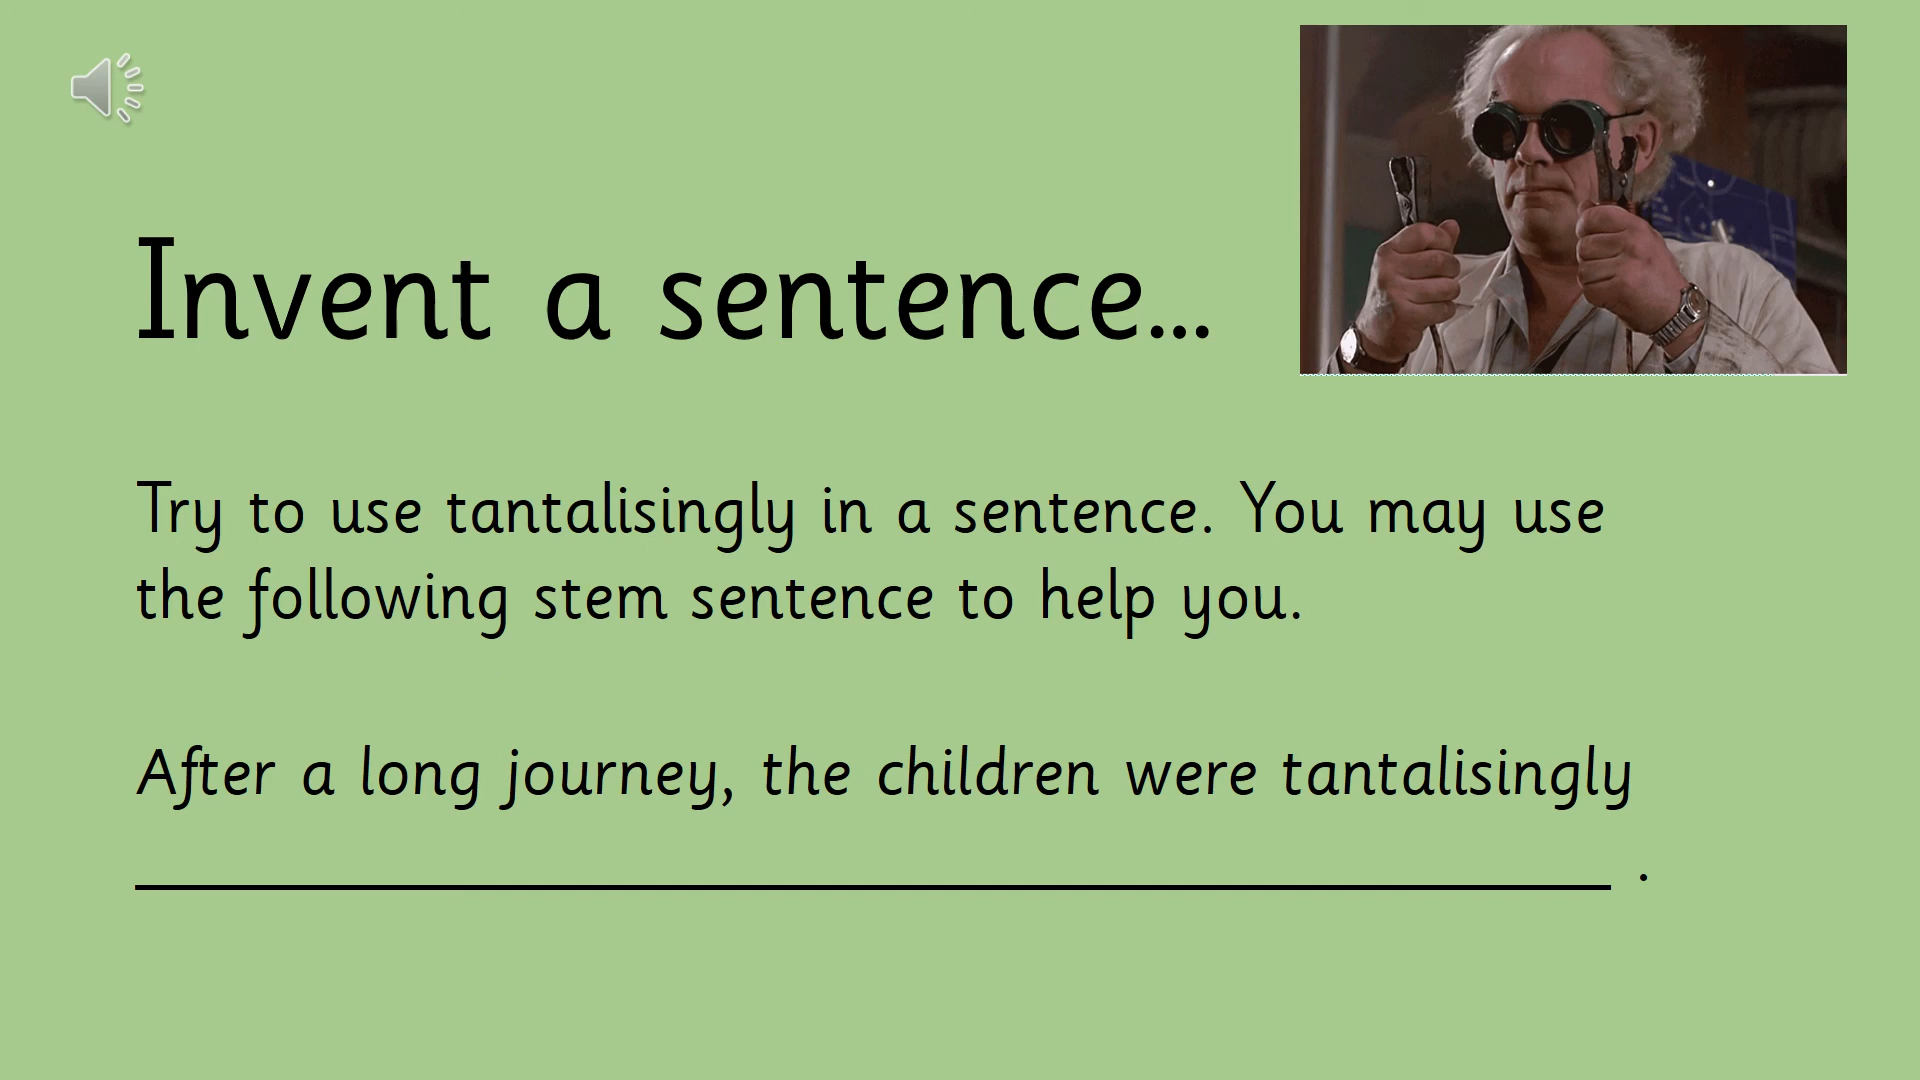 Invent a sentence...
Try to use tantalisingly in a sentence. You may use
the following stem sentence to help you.
After a long journey, the children were tantalisingly
_______________________________________ .